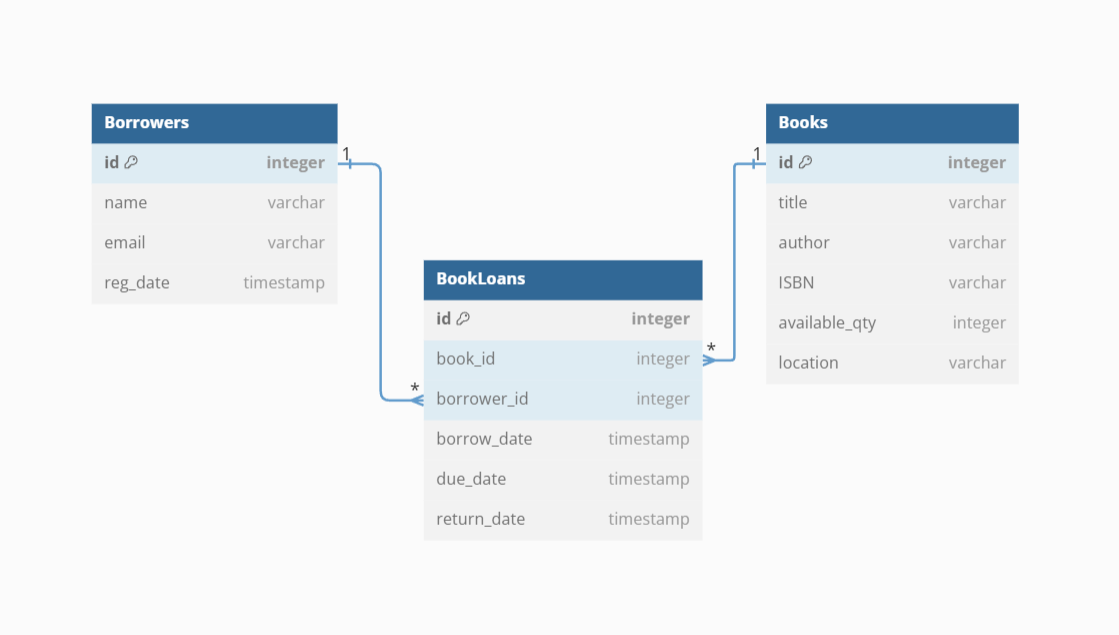 Borrowers
id integer
name varchar
email varchar
reg_date timestamp
1
*
BookLoans
id integer
book_id integer
borrower_id integer
borrow_date timestamp
due_date timestamp
return_date timestamp
*
1
Books
id integer
title varchar
author varchar
ISBN varchar
available_qty integer
location varchar